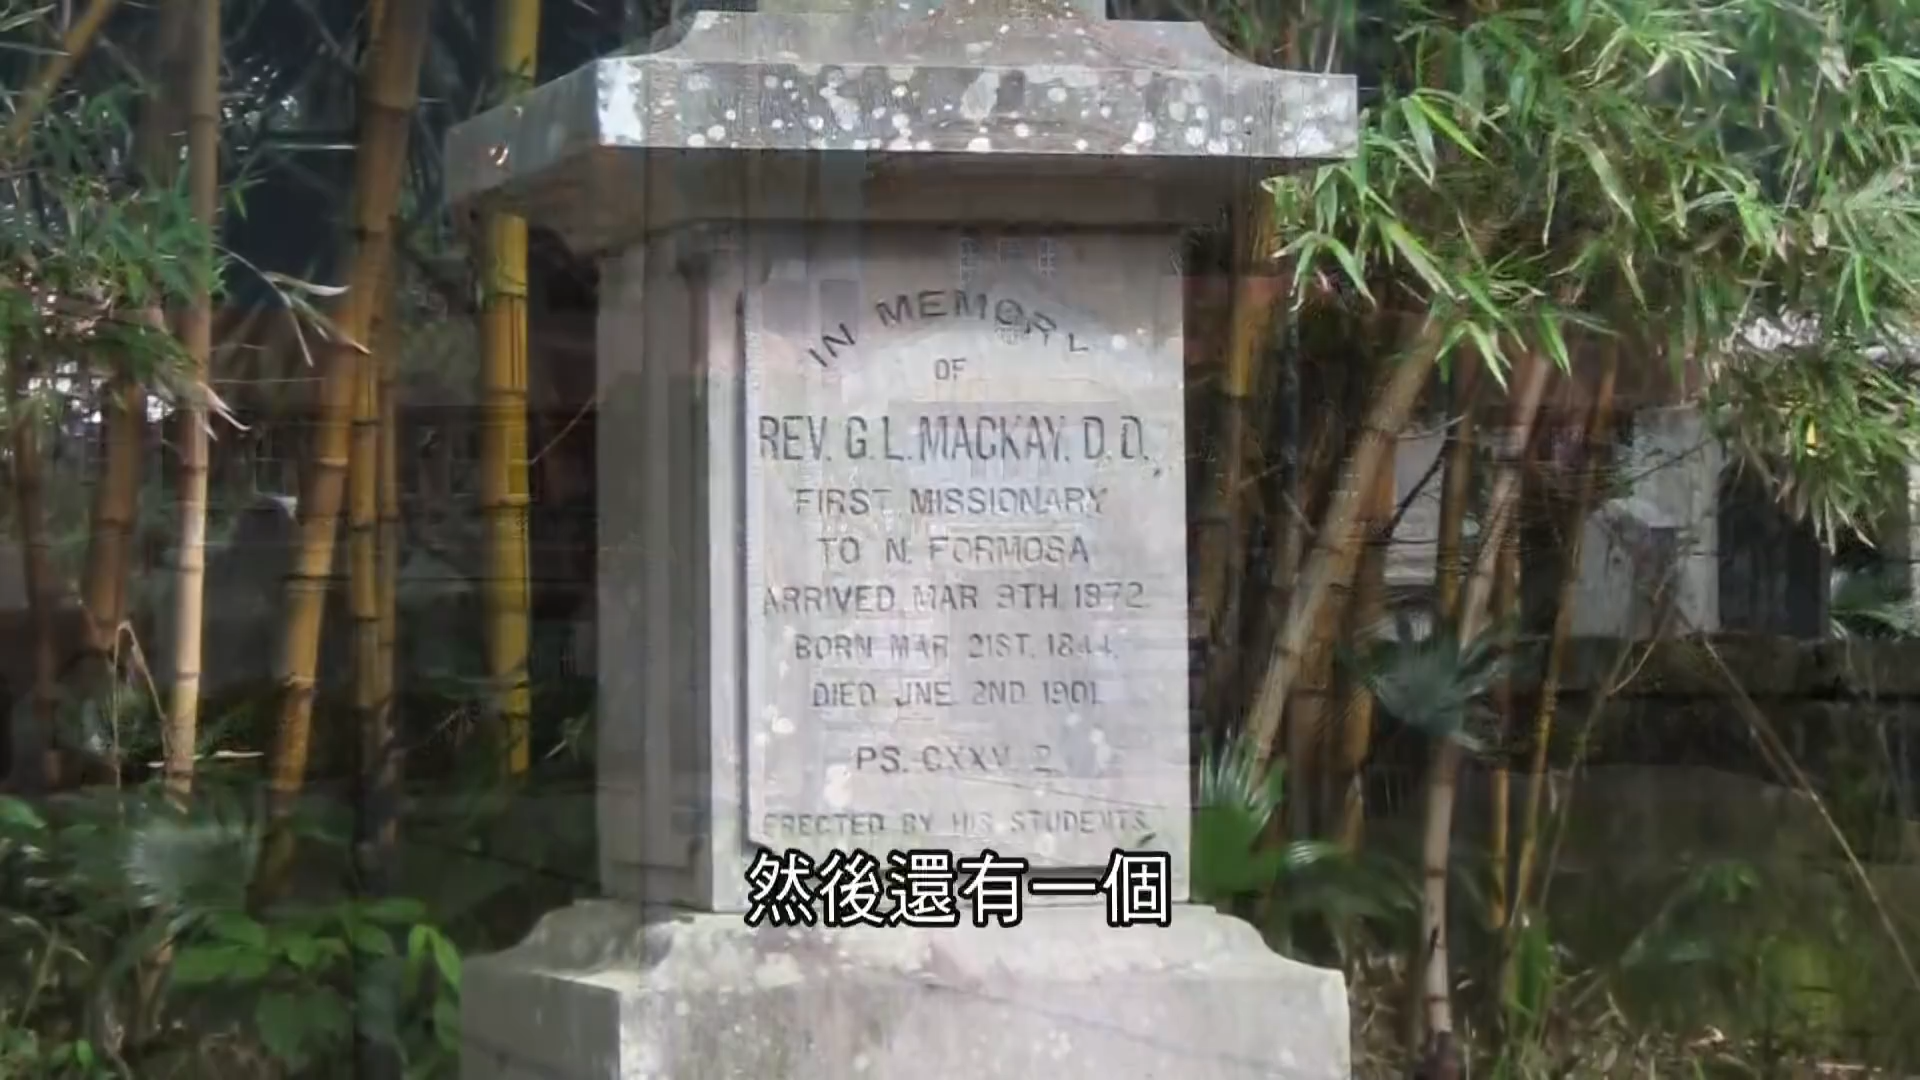 IN MEMORY
OF
REV. G. L. MACKAY, D. D.,
FIRST MISSIONARY
TO N. FORMOSA
ARRIVED, MAR 9TH, 1872.
BORN MAR 21ST, 1844.
DIED JNE 2ND 1901.
PS. CXXV 2
ERECTED BY HIS STUDENTS.
然後還有一個